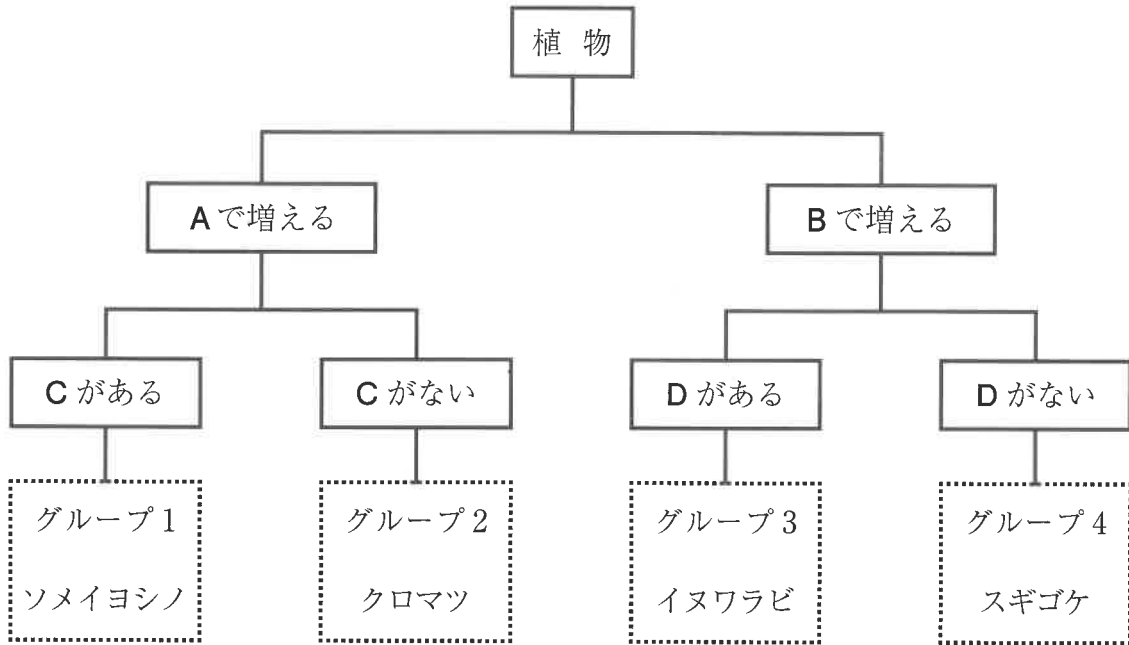 植 物
Aで増える
Bで増える
Cがある
Cがない
Dがある
Dがない
グループ1
ソメイヨシノ
グループ2
クロマツ
グループ3
イヌワラビ
グループ4
スギゴケ